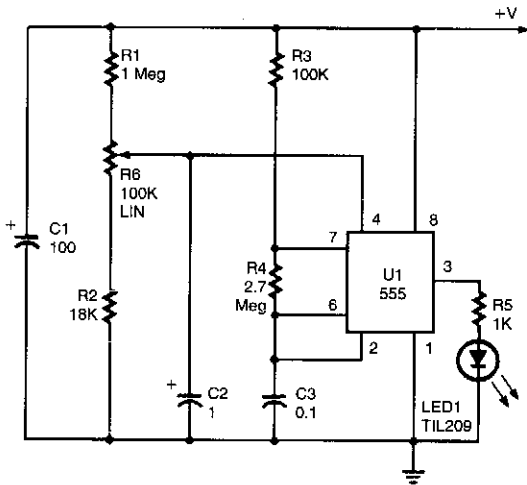 +V
R1
1 Meg
R3
100K
R6
100K
LIN
4
8
+
C1
100
7
R4
2.7
Meg
U1
555
3
R2
18K
6
R5
1K
2
1
+
C2
1
C3
0.1
LED1
TIL209